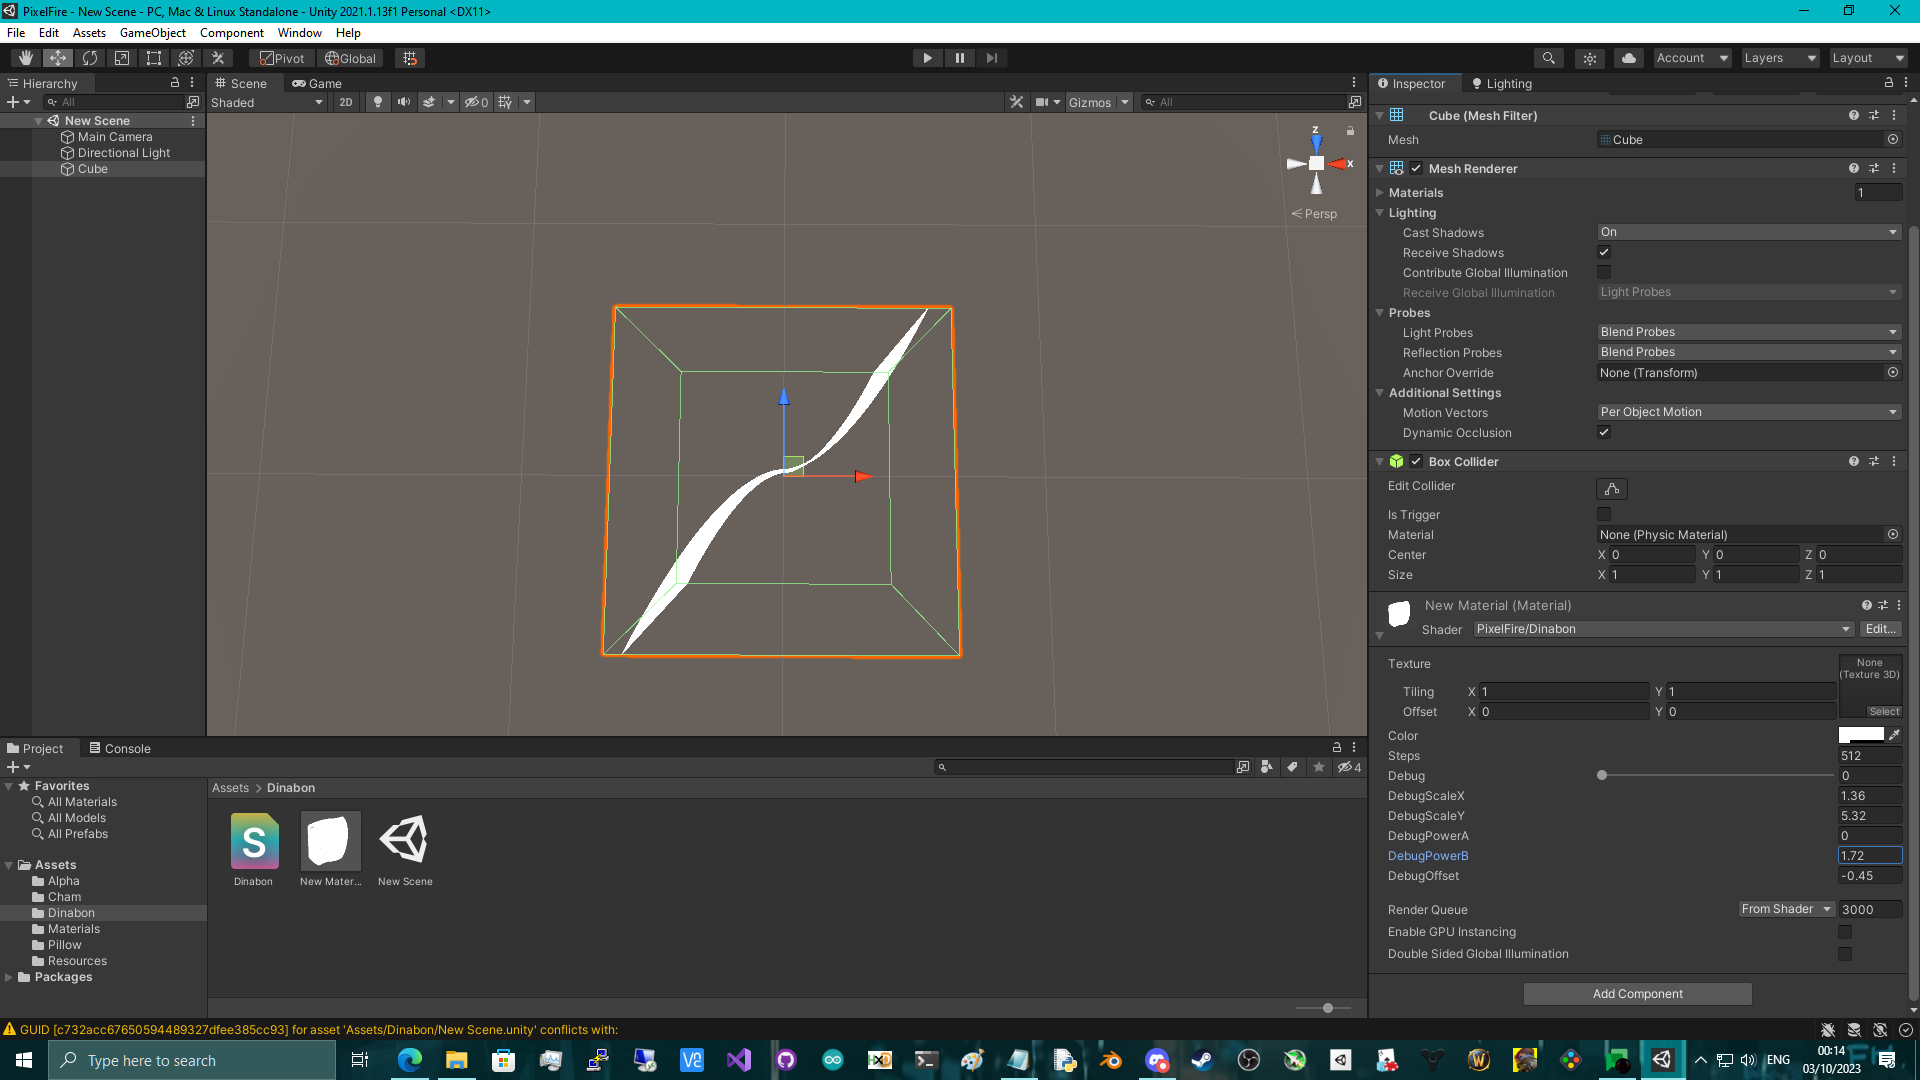 PixelFire - New Scene - PC, Mac & Linux Standalone - Unity 2021.1.13f1 Personal <DX11>
File Edit Assets GameObject Component Window Help
Pivot Global Account Layers Layout
Hierarchy
All
New Scene
Main Camera
Directional Light
Cube
Scene Game
Shaded 2D 0 Gizmos All
z
x
Persp
Inspector Lighting
Cube (Mesh Filter)
Mesh Cube
Mesh Renderer
Materials 1
Lighting
Cast Shadows On
Receive Shadows
Contribute Global Illumination
Receive Global Illumination Light Probes
Probes
Light Probes Blend Probes
Reflection Probes Blend Probes
Anchor Override None (Transform)
Additional Settings
Motion Vectors Per Object Motion
Dynamic Occlusion
Box Collider
Edit Collider
Is Trigger
Material None (Physic Material)
Center X 0 Y 0 Z 0
Size X 1 Y 1 Z 1
New Material (Material)
Shader PixelFire/Dinabon Edit...
Texture None (Texture 3D)
Tiling X 1 Y 1
Offset X 0 Y 0 Select
Color
Steps 512
Debug 0
DebugScaleX 1.36
DebugScaleY 5.32
DebugPowerA 0
DebugPowerB 1.72
DebugOffset -0.45
Render Queue From Shader 3000
Enable GPU Instancing
Double Sided Global Illumination
Add Component
Project Console
4
Favorites
All Materials
All Models
All Prefabs
Assets
Alpha
Cham
Dinabon
Materials
Pillow
Resources
Packages
Assets > Dinabon
S
Dinabon New Mater... New Scene
GUID [c732acc67650594489327dfee385cc93] for asset 'Assets/Dinabon/New Scene.unity' conflicts with:
Type here to search
VE
HxD
ENG
00:14
03/10/2023